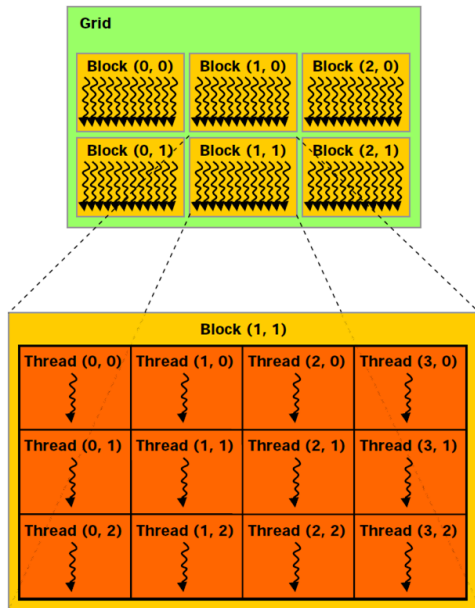 Grid
Block (0, 0) Block (1, 0) Block (2, 0)
Block (0, 1) Block (1, 1) Block (2, 1)
Block (1, 1)
Thread (0, 0) Thread (1, 0) Thread (2, 0) Thread (3, 0)
Thread (0, 1) Thread (1, 1) Thread (2, 1) Thread (3, 1)
Thread (0, 2) Thread (1, 2) Thread (2, 2) Thread (3, 2)